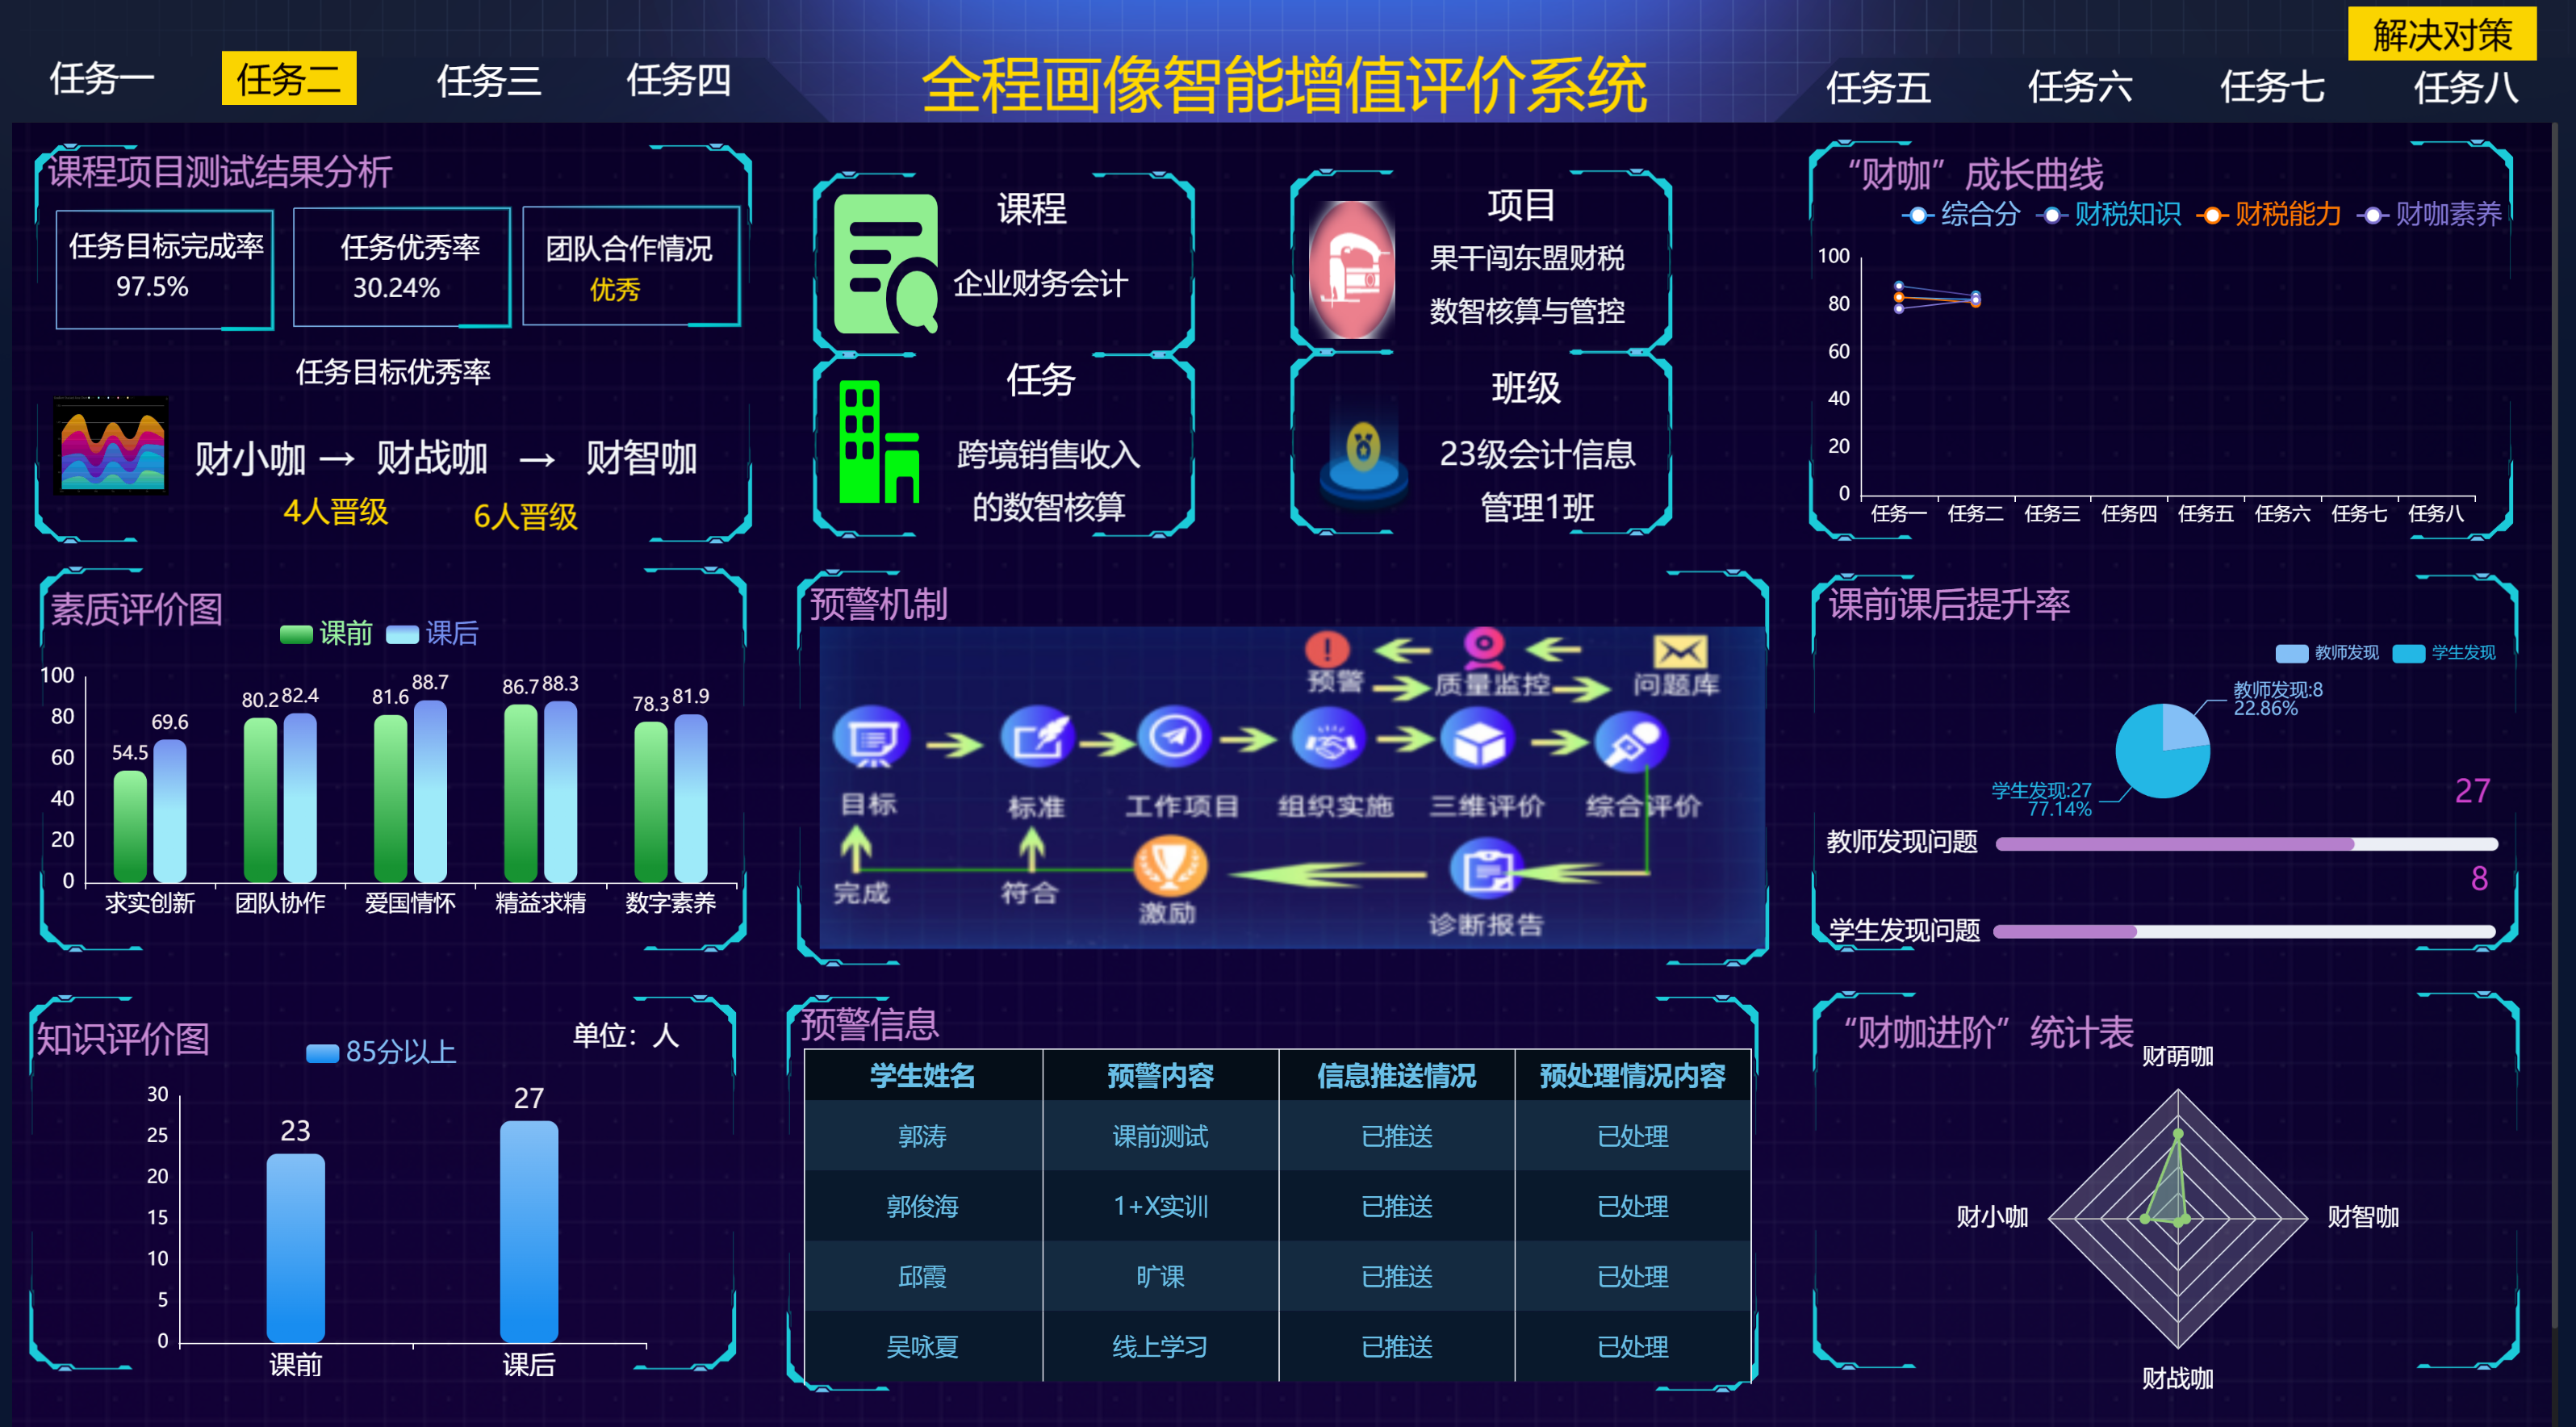 解决对策
任务一
任务二
任务三
任务四
全程画像智能增值评价系统
任务五
任务六
任务七
任务八
课程项目测试结果分析
任务目标完成率
97.5%
任务优秀率
30.24%
团队合作情况
优秀
任务目标优秀率
财小咖 → 财战咖 → 财智咖
4人晋级
6人晋级
课程
企业财务会计
项目
果干闯东盟财税
数智核算与管控
任务
跨境销售收入
的数智核算
班级
23级会计信息
管理1班
“财咖”成长曲线
综合分 财税知识 财税能力 财咖素养
100
80
60
40
20
0
任务一 任务二 任务三 任务四 任务五 任务六 任务七 任务八
素质评价图
课前 课后
100
80
60
40
20
0
54.5 69.6 80.2 82.4 81.6 88.7 86.7 88.3 78.3 81.9
求实创新 团队协作 爱国情怀 精益求精 数字素养
预警机制
预警 质量监控 问题库
目标 标准 工作项目 组织实施 三维评价 综合评价
完成 符合 激励 诊断报告
课前课后提升率
教师发现 学生发现
教师发现:8
22.86%
学生发现:27
77.14%
27
教师发现问题
8
学生发现问题
知识评价图
85分以上
单位：人
30
25
20
15
10
5
0
23
27
课前 课后
预警信息
学生姓名 预警内容 信息推送情况 预处理情况内容
郭涛 课前测试 已推送 已处理
郭俊海 1+X实训 已推送 已处理
邱霞 旷课 已推送 已处理
吴咏夏 线上学习 已推送 已处理
“财咖进阶”统计表
财萌咖
财小咖
财智咖
财战咖